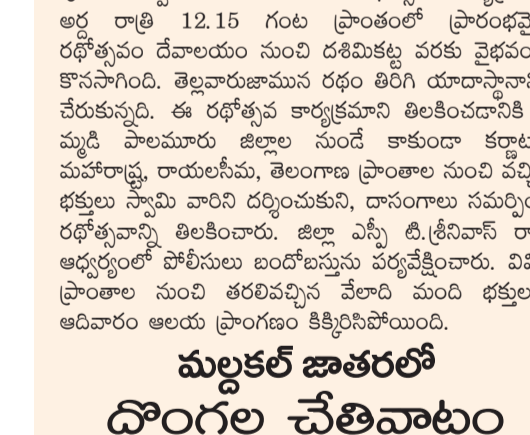 అర్ధ రాత్రి 12.15 గంట ప్రాంతంలో ప్రారంభమై
రథోత్సవం దేవాలయం నుంచి దశమికట్ట వరకు వైభవం
కొనసాగింది. తెల్లవారుజామున రథం తిరిగి యాదాస్థానా
చేరుకున్నది. ఈ రథోత్సవ కార్యక్రమాని తిలకించడానికి
మ్మడి పాలమూరు జిల్లాల నుండే కాకుండా కర్ణాట
మహారాష్ట్ర, రాయలసీమ, తెలంగాణ ప్రాంతాల నుంచి వచ్చి
భక్తులు స్వామి వారిని దర్శించుకుని, దాసంగాలు సమర్పిం
రథోత్సవాన్ని తిలకించారు. జిల్లా ఎస్పీ టి.శ్రీనివాస్ రా
ఆధ్వర్యంలో పోలీసులు బందోబస్తును పర్యవేక్షించారు. వివి
ప్రాంతాల నుంచి తరలివచ్చిన వేలాది మంది భక్తుల
ఆదివారం ఆలయ ప్రాంగణం కిక్కిరిసిపోయింది.
మల్దకల్ జాతరలో
దొంగల చేతివాటం